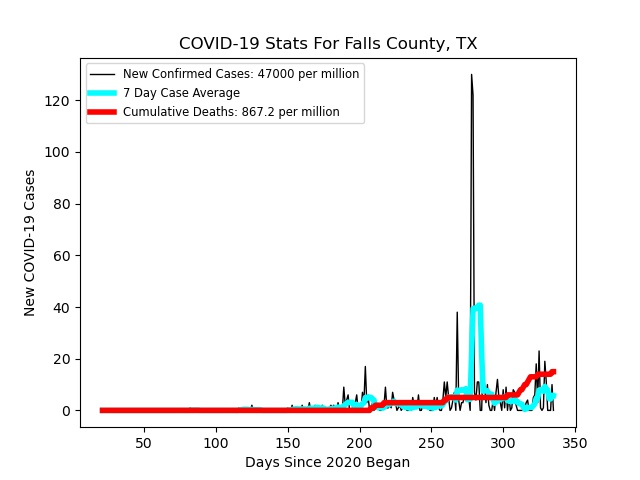 COVID-19 Stats For Falls County, TX
New Confirmed Cases: 47000 per million
7 Day Case Average
Cumulative Deaths: 867.2 per million
New COVID-19 Cases
120
100
80
60
40
20
0
50 100 150 200 250 300 350
Days Since 2020 Began